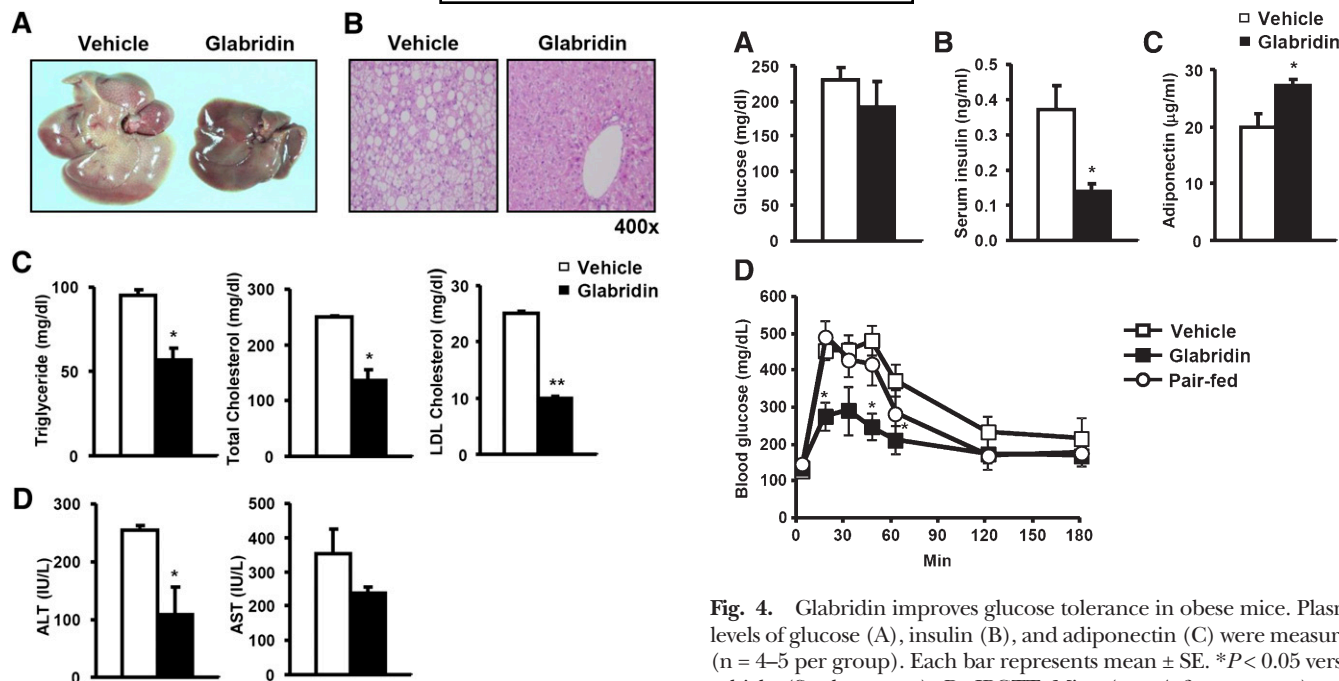 A
Vehicle Glabridin
B
Vehicle Glabridin
400x
C
Vehicle
Glabridin
Triglyceride (mg/dl)
100
50
0
*
Total Cholesterol (mg/dl)
300
200
100
0
*
LDL Cholesterol (mg/dl)
30
20
10
0
**
D
ALT (IU/L)
300
200
100
0
*
AST (IU/L)
500
400
300
200
100
0
Vehicle
Glabridin
A
Glucose (mg/dl)
250
200
150
100
50
0
B
Serum insulin (ng/ml)
0.5
0.4
0.3
0.2
0.1
0.0
*
C
Adiponectin (μg/ml)
30
20
10
0
*
D
Blood glucose (mg/dL)
600
500
400
300
200
100
0
* * *
0 30 60 90 120 150 180
Min
Vehicle
Glabridin
Pair-fed
Fig. 4. Glabridin improves glucose tolerance in obese mice. Plasm
levels of glucose (A), insulin (B), and adiponectin (C) were measur
(n = 4–5 per group). Each bar represents mean ± SE. *P < 0.05 vers